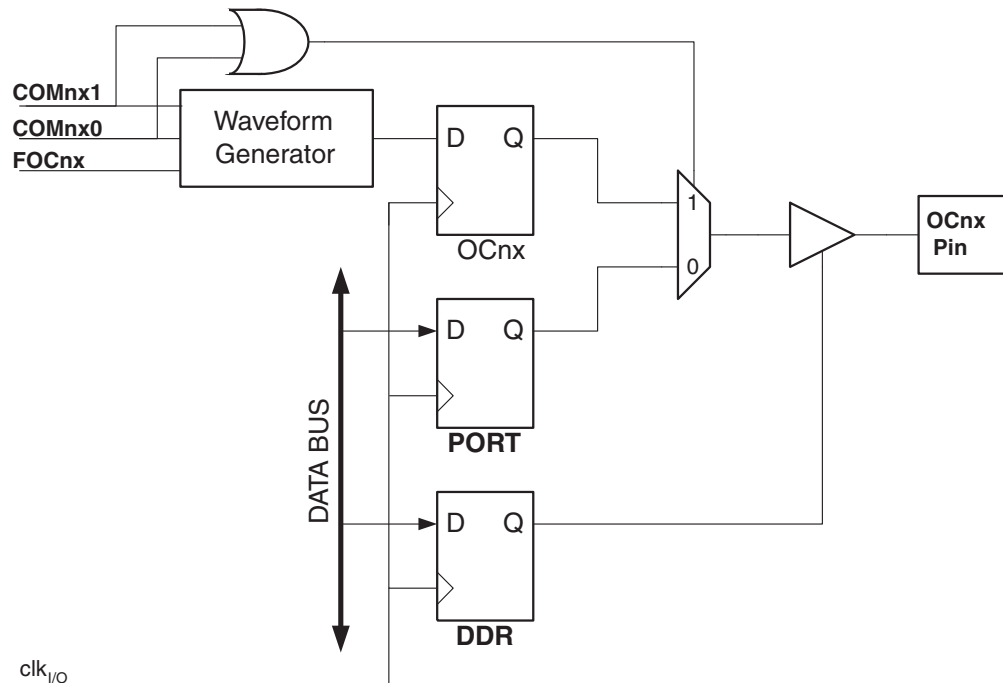 COMnx1
COMnx0
FOCnx
Waveform
Generator
D Q
OCnx
1
0
OCnx
Pin
D Q
PORT
DATA BUS
D Q
DDR
clkI/O